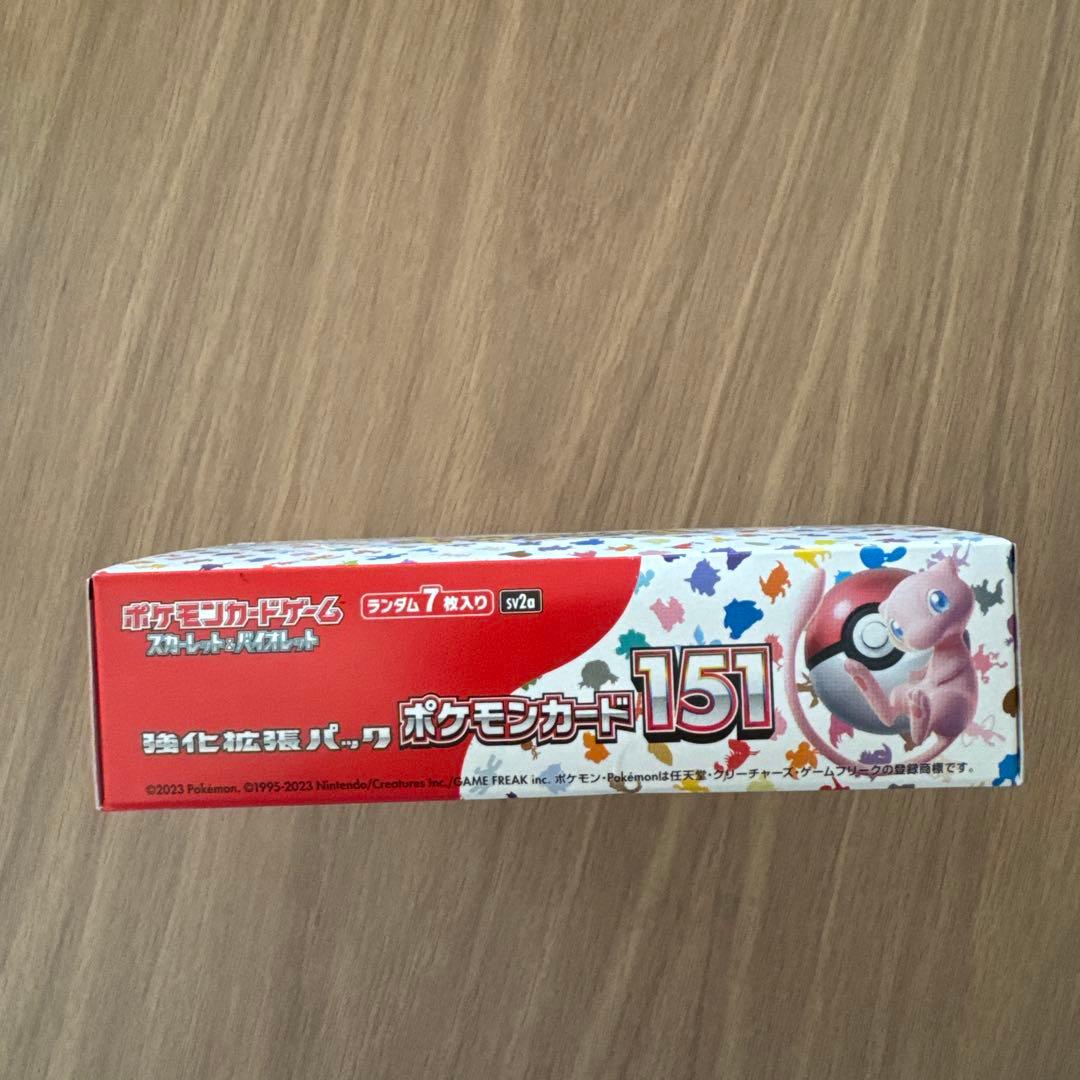 ポケモンカードゲーム
スカーレット&バイオレット
ランダム7枚入り
sv2a
強化拡張パック
ポケモンカード151
©2023 Pokémon. ©1995-2023 Nintendo/Creatures Inc./GAME FREAK inc. ポケモン・Pokémonは任天堂・クリーチャーズ・ゲームフリークの登録商標です。